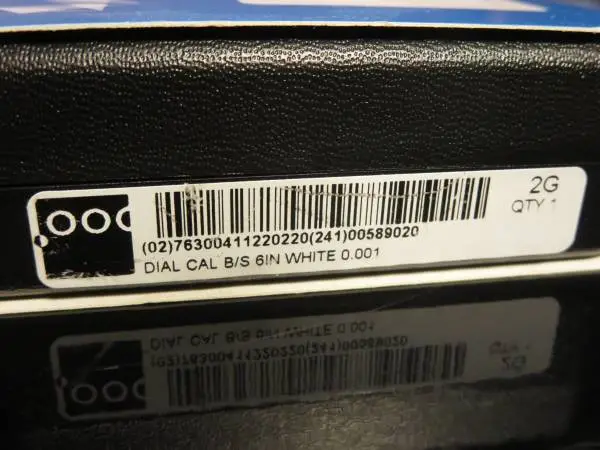 2G
QTY 1
(02)76300411220220(241)00589020
DIAL CAL B/S 6IN WHITE 0.001